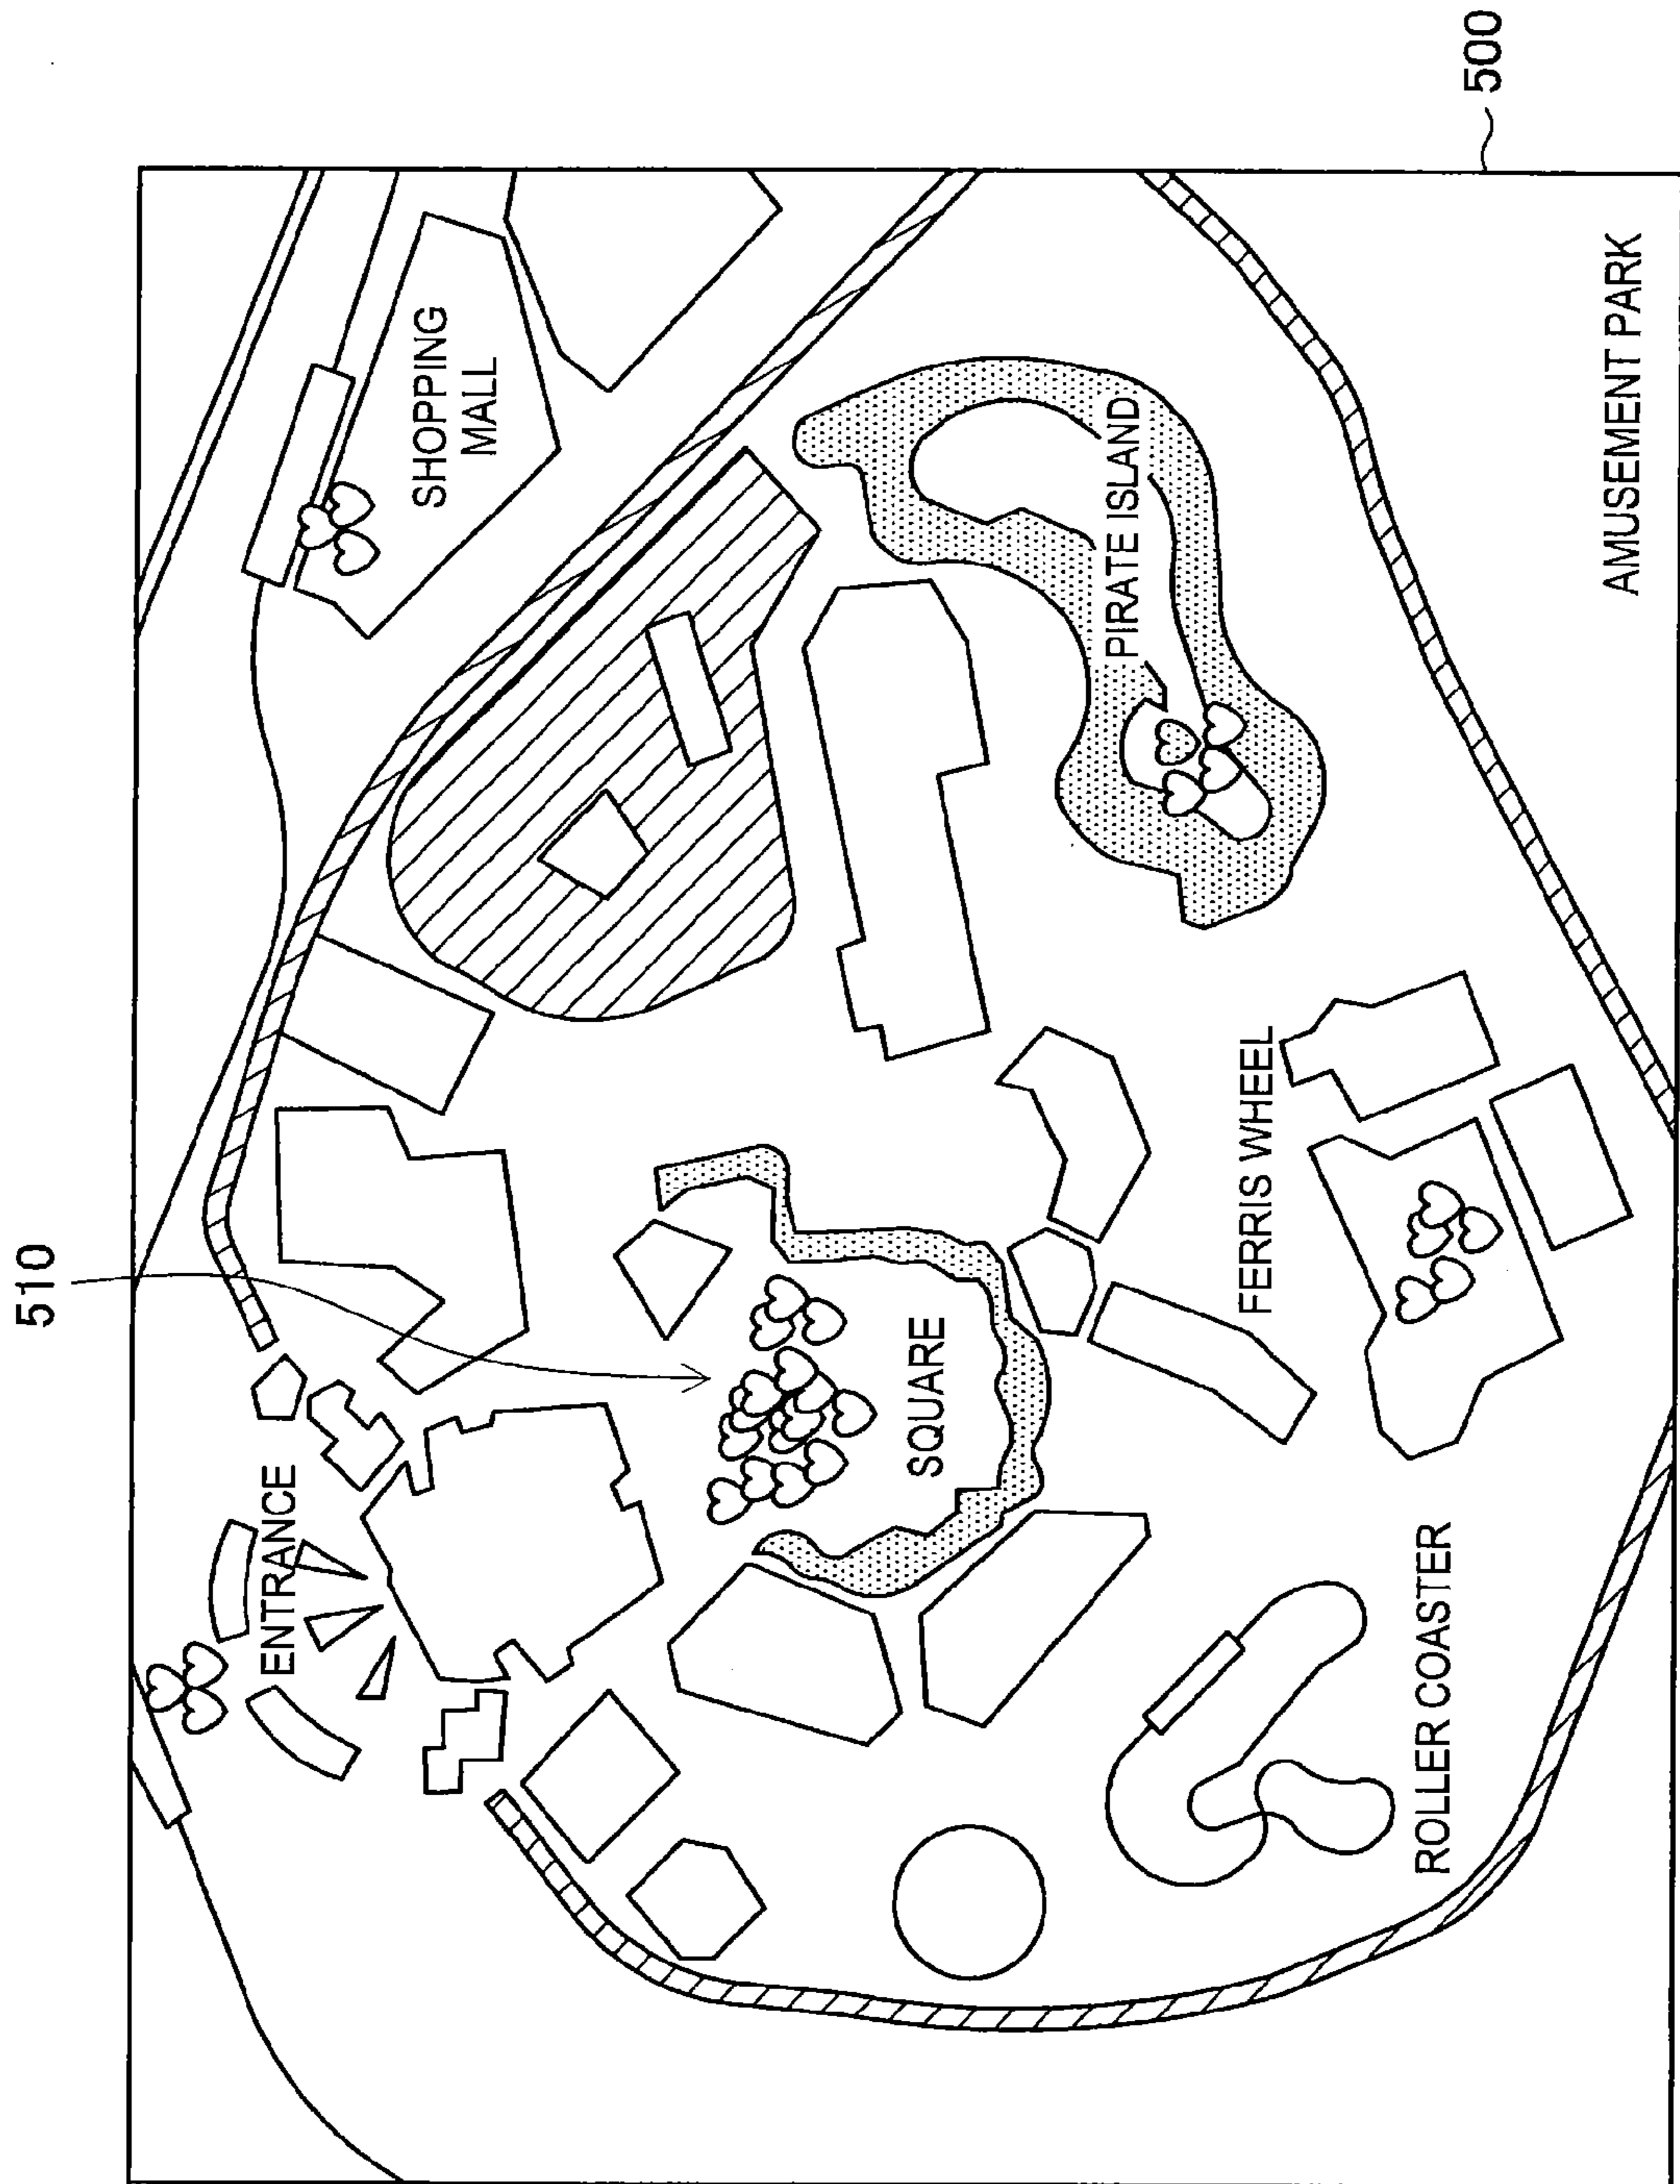 510
ENTRANCE
SHOPPING
MALL
SQUARE
PIRATE ISLAND
FERRIS WHEEL
ROLLER COASTER
AMUSEMENT PARK
500